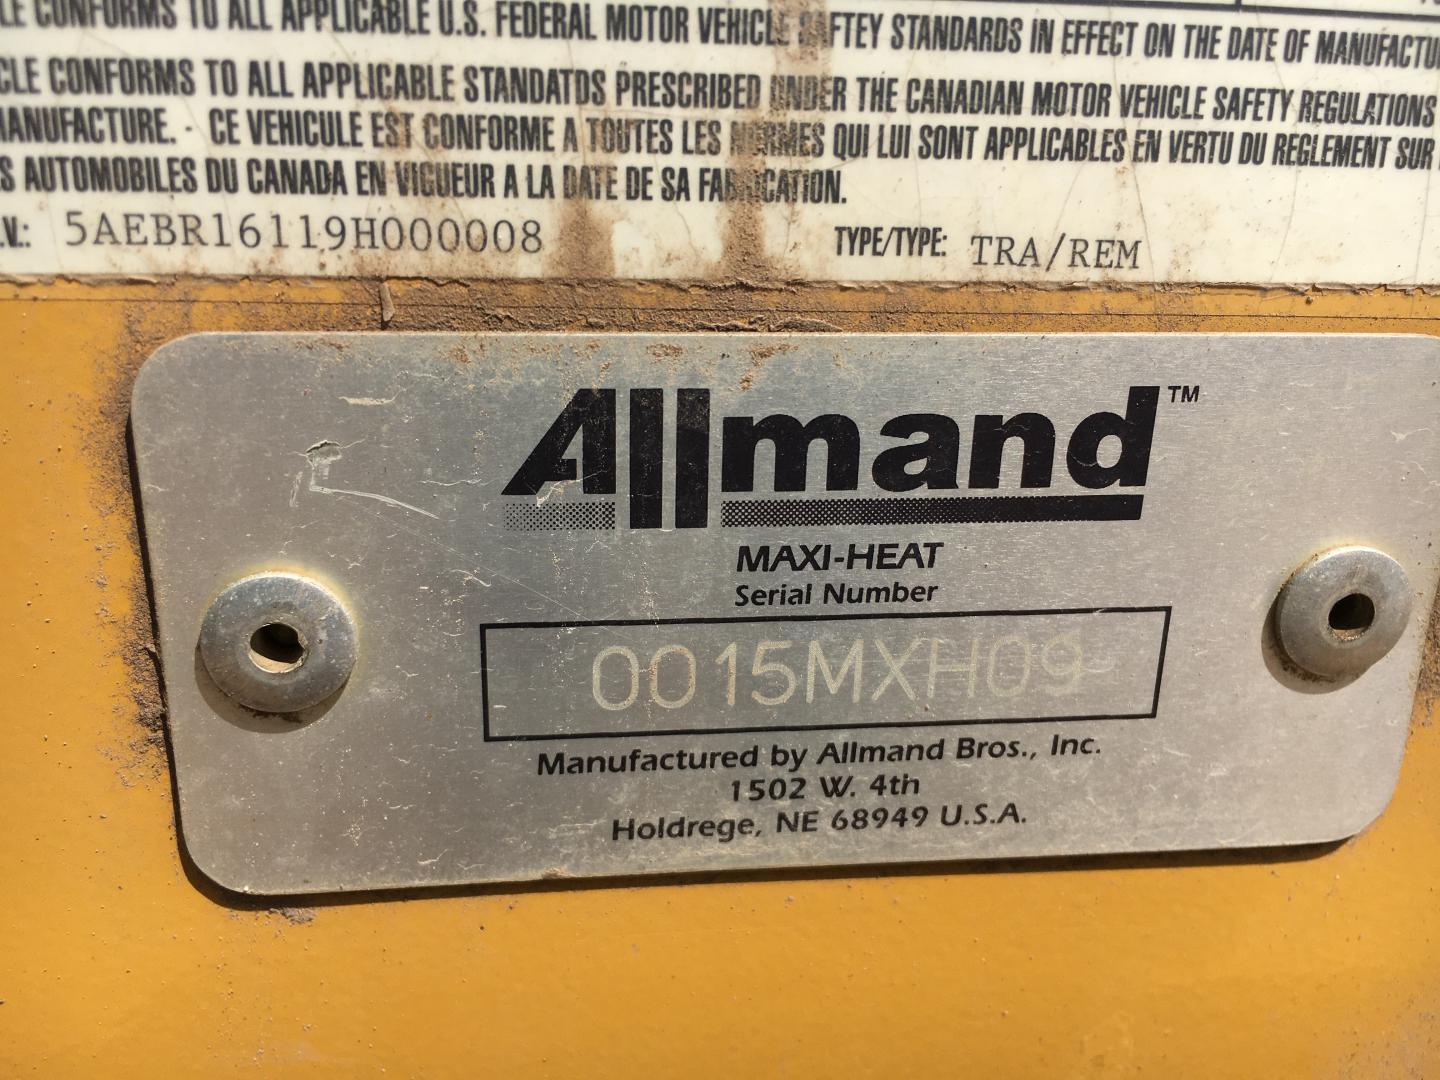 LE CONFORMS TO ALL APPLICABLE U.S. FEDERAL MOTOR VEHICLE SAFTEY STANDARDS IN EFFECT ON THE DATE OF MANUFACTU
CLE CONFORMS TO ALL APPLICABLE STANDATDS PRESCRIBED UNDER THE CANADIAN MOTOR VEHICLE SAFETY REGULATIONS
MANUFACTURE. - CE VEHICULE EST CONFORME A TOUTES LES NORMES QUI LUI SONT APPLICABLES EN VERTU DU REGLEMENT SUR
S AUTOMOBILES DU CANADA EN VIGUEUR A LA DATE DE SA FABRICATION.
.V.: 5AEBR16119H000008 TYPE/TYPE: TRA/REM
Allmand™
MAXI-HEAT
Serial Number
0015MXH09
Manufactured by Allmand Bros., Inc.
1502 W. 4th
Holdrege, NE 68949 U.S.A.